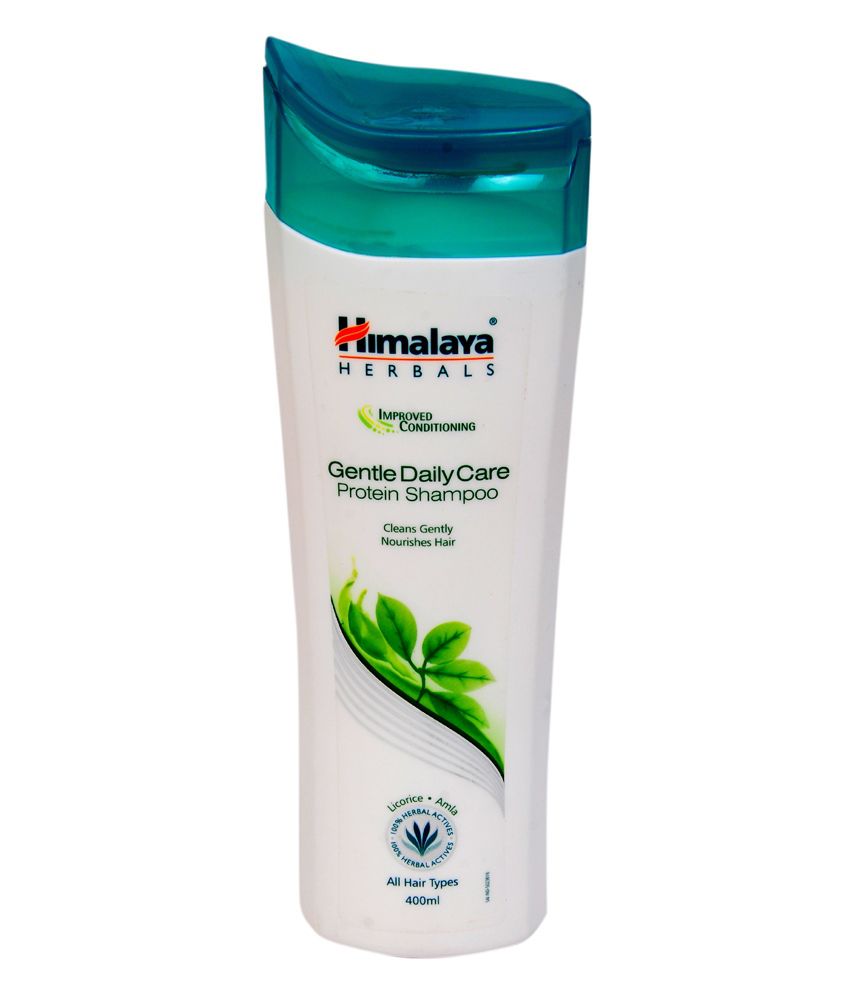 Himalaya®
HERBALS
IMPROVED
CONDITIONING
Gentle Daily Care
Protein Shampoo
Cleans Gently
Nourishes Hair
Licorice • Amla
100% HERBAL ACTIVES
100% HERBAL ACTIVES
All Hair Types
400ml